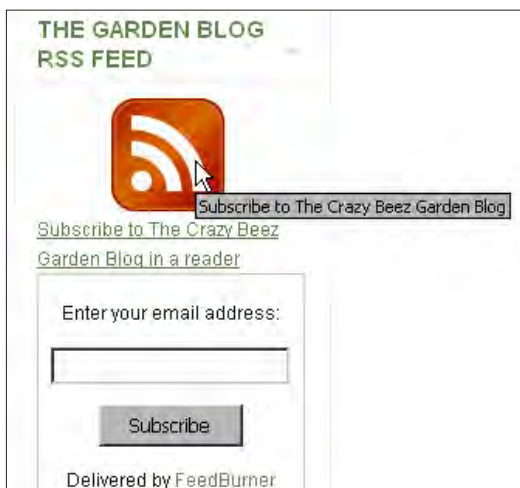 THE GARDEN BLOG
RSS FEED
Subscribe to The Crazy Beez Garden Blog
Subscribe to The Crazy Beez
Garden Blog in a reader
Enter your email address:
Subscribe
Delivered by FeedBurner